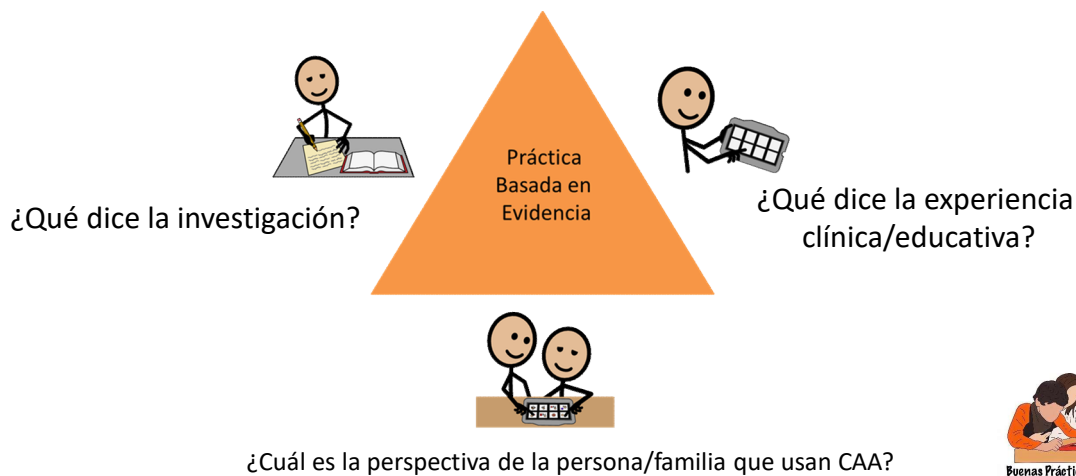 Práctica
Basada en
Evidencia
¿Qué dice la investigación?
¿Qué dice la experiencia
clínica/educativa?
¿Cuál es la perspectiva de la persona/familia que usan CAA?
Buenas